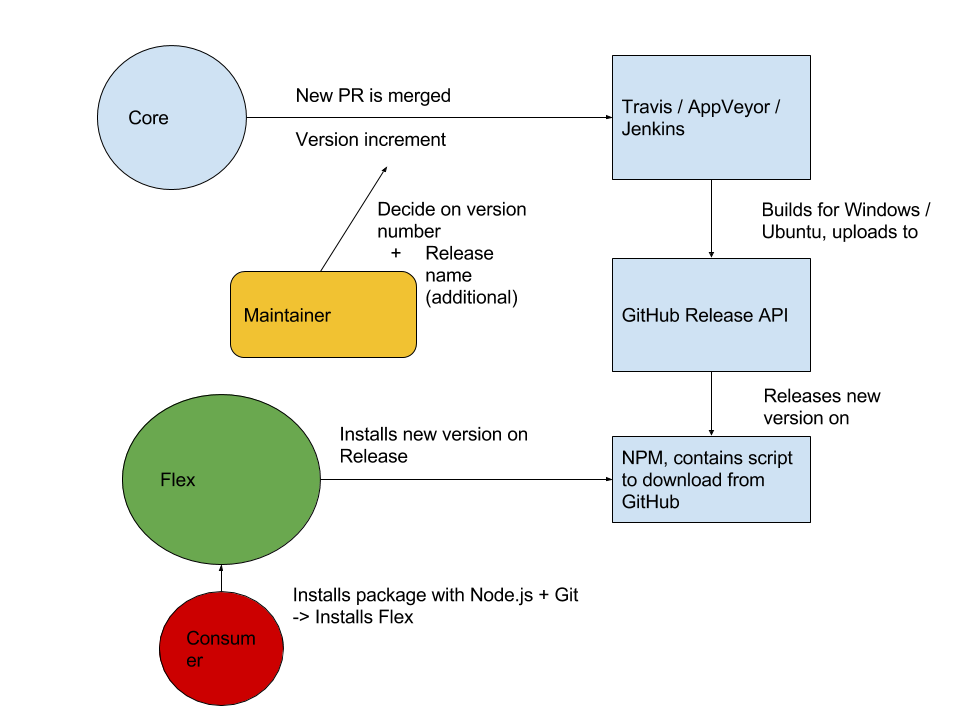 New PR is merged
Core
Travis / AppVeyor /
Jenkins
Version increment
Decide on version
number
+ Release
name
(additional)
Builds for Windows /
Ubuntu, uploads to
Maintainer
GitHub Release API
Releases new
version on
Installs new version on
Release
NPM, contains script
to download from
GitHub
Flex
Installs package with Node.js + Git
-> Installs Flex
Consum
er